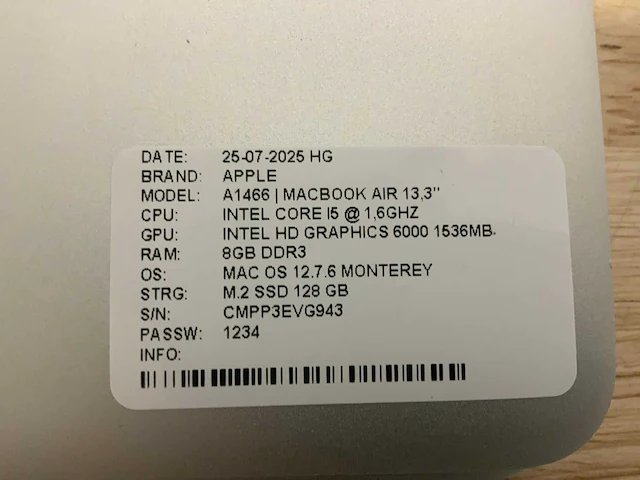 DATE: 25-07-2025 HG
BRAND: APPLE
MODEL: A1466 | MACBOOK AIR 13,3"
CPU: INTEL CORE I5 @ 1,6GHZ
GPU: INTEL HD GRAPHICS 6000 1536MB
RAM: 8GB DDR3
OS: MAC OS 12.7.6 MONTEREY
STRG: M.2 SSD 128 GB
S/N: CMPP3EVG943
PASSW: 1234
INFO: